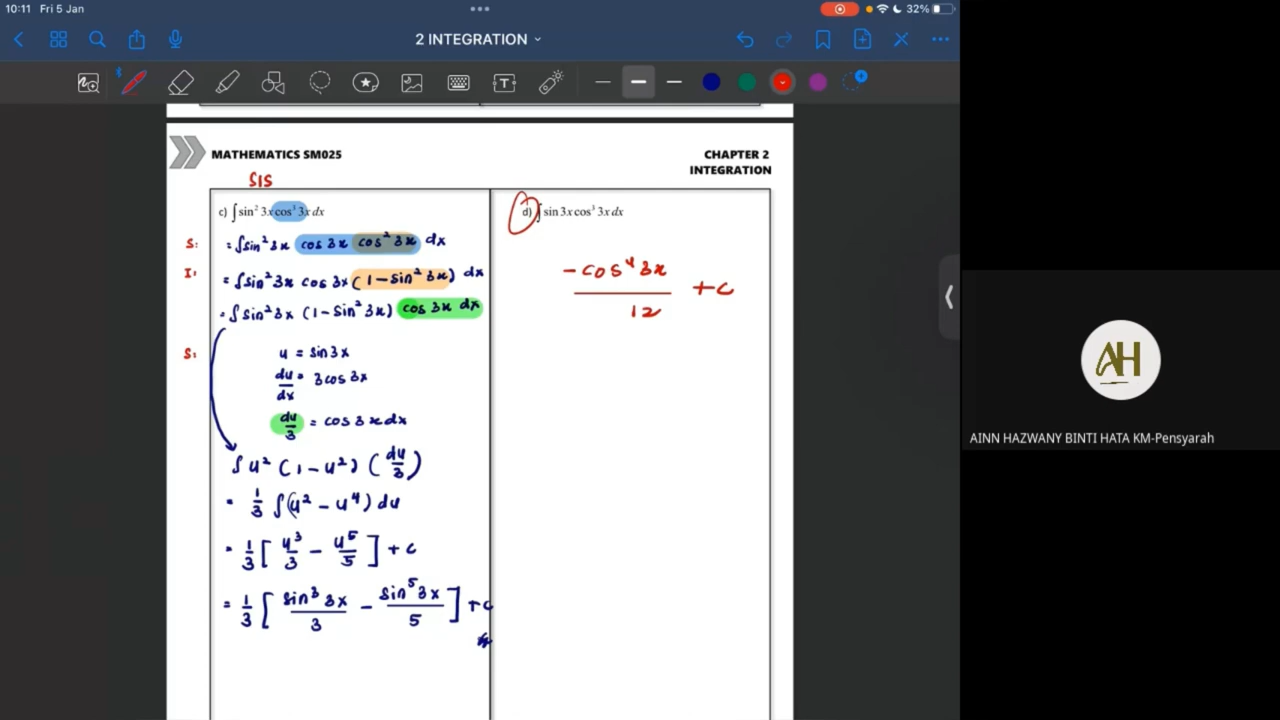 10:11 Fri 5 Jan
32%
2 INTEGRATION
MATHEMATICS SM025
CHAPTER 2
INTEGRATION
SIS
c) ∫ sin² 3x cos³ 3x dx
S: = ∫ sin² 3x cos 3x cos² 3x dx
I: = ∫ sin² 3x cos 3x (1 - sin² 3x) dx
= ∫ sin² 3x (1 - sin² 3x) cos 3x dx
S: u = sin 3x
du/dx = 3 cos 3x
du/3 = cos 3x dx
∫ u² (1 - u²) (du/3)
= 1/3 ∫ (u² - u⁴) du
= 1/3 [ u³/3 - u⁵/5 ] + c
= 1/3 [ sin³ 3x/3 - sin⁵ 3x/5 ] + c
d) ∫ sin 3x cos³ 3x dx
-cos⁴ 3x / 12 + c
AH
AINN HAZWANY BINTI HATA KM-Pensyarah